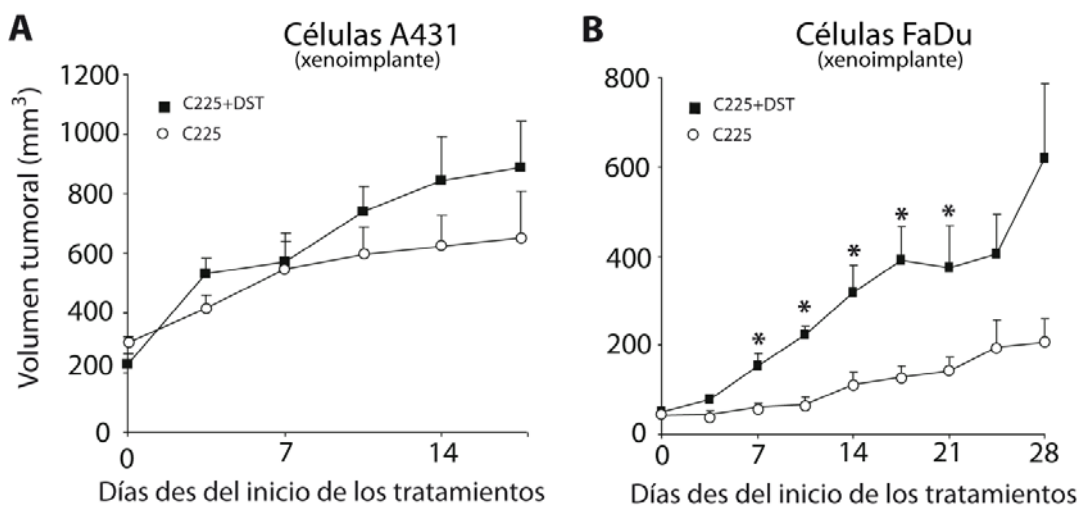 A
Células A431
(xenoimplante)
C225+DST
C225
Volumen tumoral (mm³)
1200
1000
800
600
400
200
0
0 7 14
Días des del inicio de los tratamientos
B
Células FaDu
(xenoimplante)
C225+DST
C225
800
600
400
200
0
* * * * *
0 7 14 21 28
Días des del inicio de los tratamientos